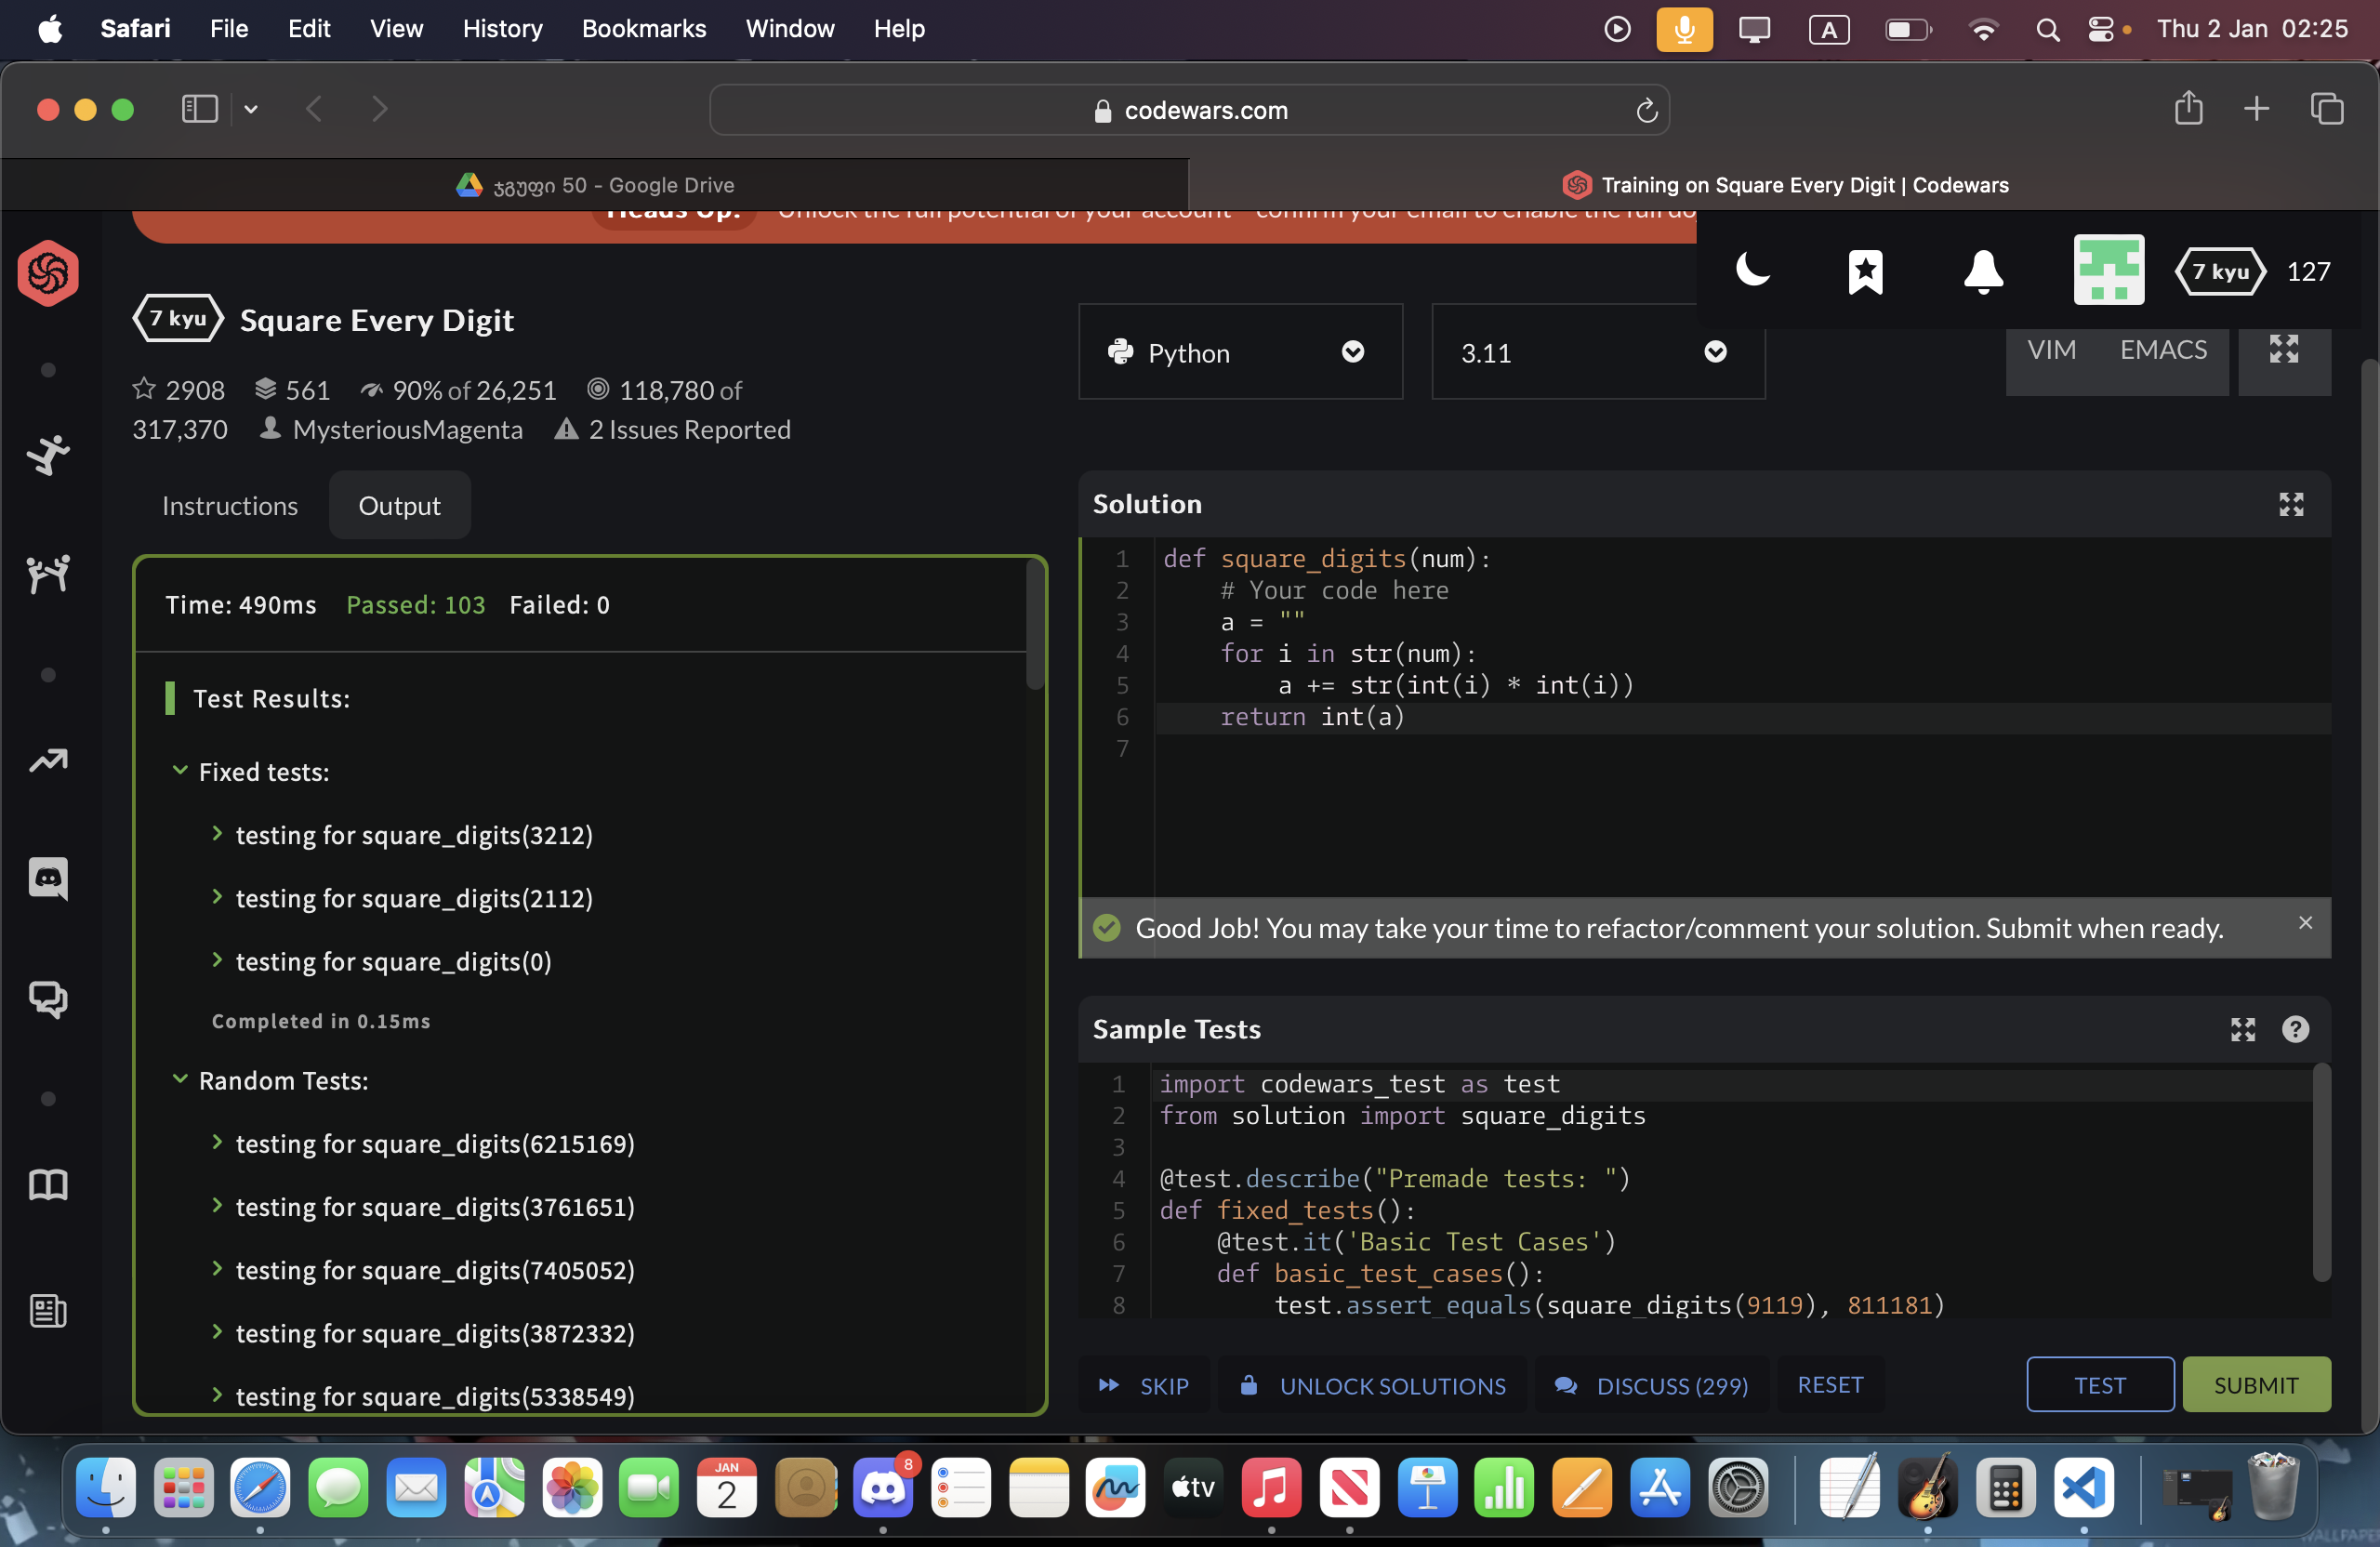 Safari File Edit View History Bookmarks Window Help A Thu 2 Jan 02:25
codewars.com
ჯგუფი 50 - Google Drive
Training on Square Every Digit | Codewars
Heads Up! Unlock the full potential of your account confirm your email to enable the full
7 kyu 127
7 kyu Square Every Digit
2908 561 90% of 26,251 118,780 of
317,370 MysteriousMagenta 2 Issues Reported
Python
3.11
VIM EMACS
Instructions Output
Time: 490ms Passed: 103 Failed: 0
Test Results:
Fixed tests:
testing for square_digits(3212)
testing for square_digits(2112)
testing for square_digits(0)
Completed in 0.15ms
Random Tests:
testing for square_digits(6215169)
testing for square_digits(3761651)
testing for square_digits(7405052)
testing for square_digits(3872332)
testing for square_digits(5338549)
Solution
1 def square_digits(num):
2 # Your code here
3 a = ""
4 for i in str(num):
5 a += str(int(i) * int(i))
6 return int(a)
7
Good Job! You may take your time to refactor/comment your solution. Submit when ready.
Sample Tests
1 import codewars_test as test
2 from solution import square_digits
3
4 @test.describe("Premade tests: ")
5 def fixed_tests():
6 @test.it('Basic Test Cases')
7 def basic_test_cases():
8 test.assert_equals(square_digits(9119), 811181)
SKIP UNLOCK SOLUTIONS DISCUSS (299) RESET TEST SUBMIT
JAN
2
8
tv